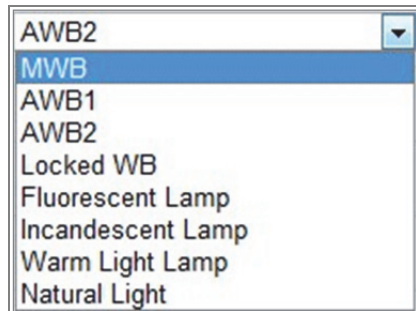 AWB2
MWB
AWB1
AWB2
Locked WB
Fluorescent Lamp
Incandescent Lamp
Warm Light Lamp
Natural Light